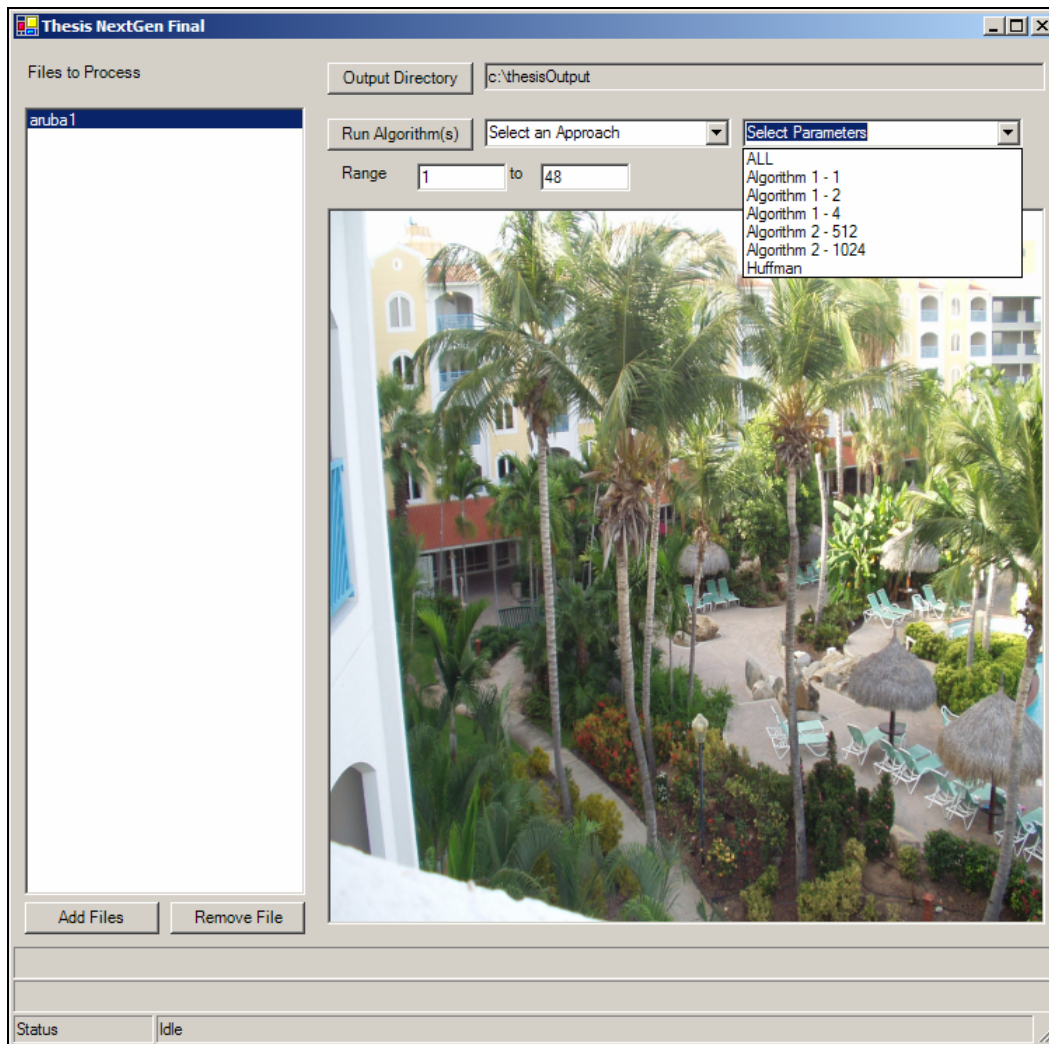 Thesis NextGen Final
Files to Process
Output Directory
c:\thesisOutput
aruba1
Run Algorithm(s)
Select an Approach
Select Parameters
ALL
Algorithm 1 - 1
Algorithm 1 - 2
Algorithm 1 - 4
Algorithm 2 - 512
Algorithm 2 - 1024
Huffman
Range
1
to
48
Add Files
Remove File
Status
Idle